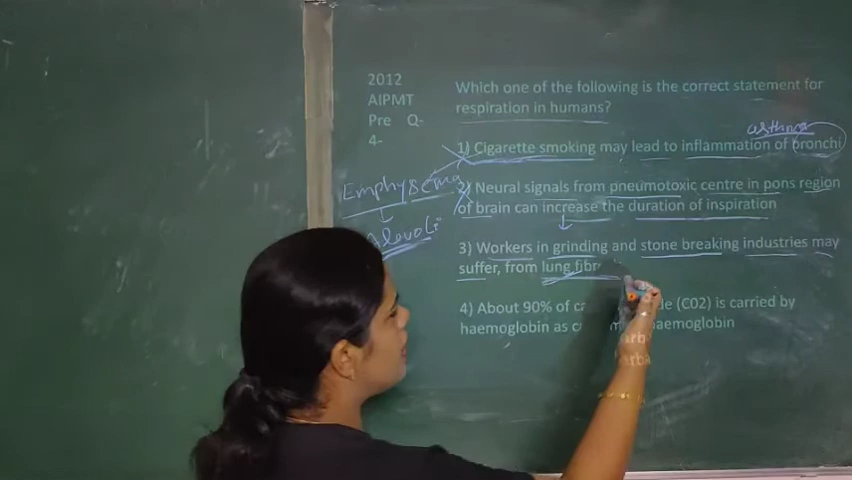 2012
AIPMT
Pre Q-
4-
Which one of the following is the correct statement for
respiration in humans?
asthma
1) Cigarette smoking may lead to inflammation of bronchi
Emphysema
Alevoli
2) Neural signals from pneumotoxic centre in pons region
of brain can increase the duration of inspiration
3) Workers in grinding and stone breaking industries may
suffer, from lung
4) About 90% of (CO2) is carried by
haemoglobin as haemoglobin